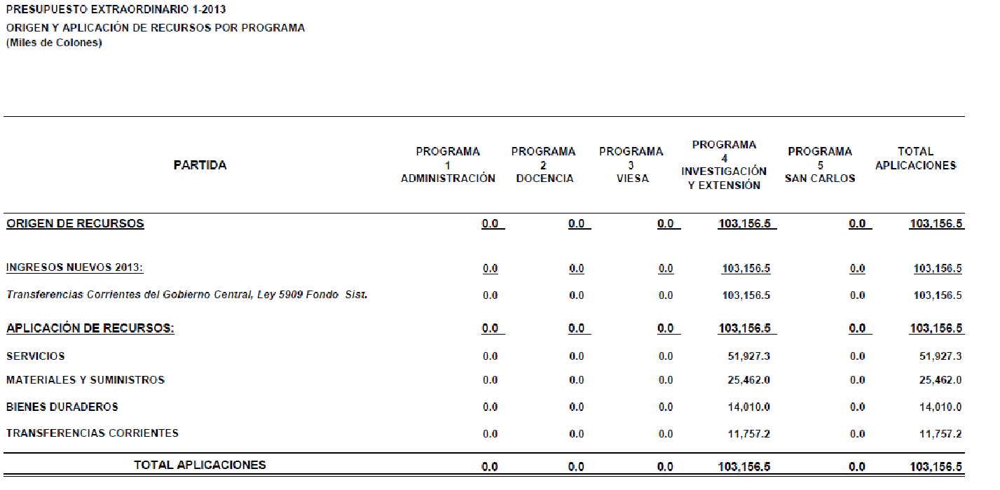 PRESUPUESTO EXTRAORDINARIO 1-2013
ORIGEN Y APLICACIÓN DE RECURSOS POR PROGRAMA
(Miles de Colones)
PARTIDA PROGRAMA 1 ADMINISTRACIÓN PROGRAMA 2 DOCENCIA PROGRAMA 3 VIESA PROGRAMA 4 INVESTIGACIÓN Y EXTENSIÓN PROGRAMA 5 SAN CARLOS TOTAL APLICACIONES
ORIGEN DE RECURSOS 0.0 0.0 0.0 103,156.5 0.0 103,156.5
INGRESOS NUEVOS 2013: 0.0 0.0 0.0 103,156.5 0.0 103,156.5
Transferencias Corrientes del Gobierno Central, Ley 5909 Fondo Sist. 0.0 0.0 0.0 103,156.5 0.0 103,156.5
APLICACIÓN DE RECURSOS: 0.0 0.0 0.0 103,156.5 0.0 103,156.5
SERVICIOS 0.0 0.0 0.0 51,927.3 0.0 51,927.3
MATERIALES Y SUMINISTROS 0.0 0.0 0.0 25,462.0 0.0 25,462.0
BIENES DURADEROS 0.0 0.0 0.0 14,010.0 0.0 14,010.0
TRANSFERENCIAS CORRIENTES 0.0 0.0 0.0 11,757.2 0.0 11,757.2
TOTAL APLICACIONES 0.0 0.0 0.0 103,156.5 0.0 103,156.5